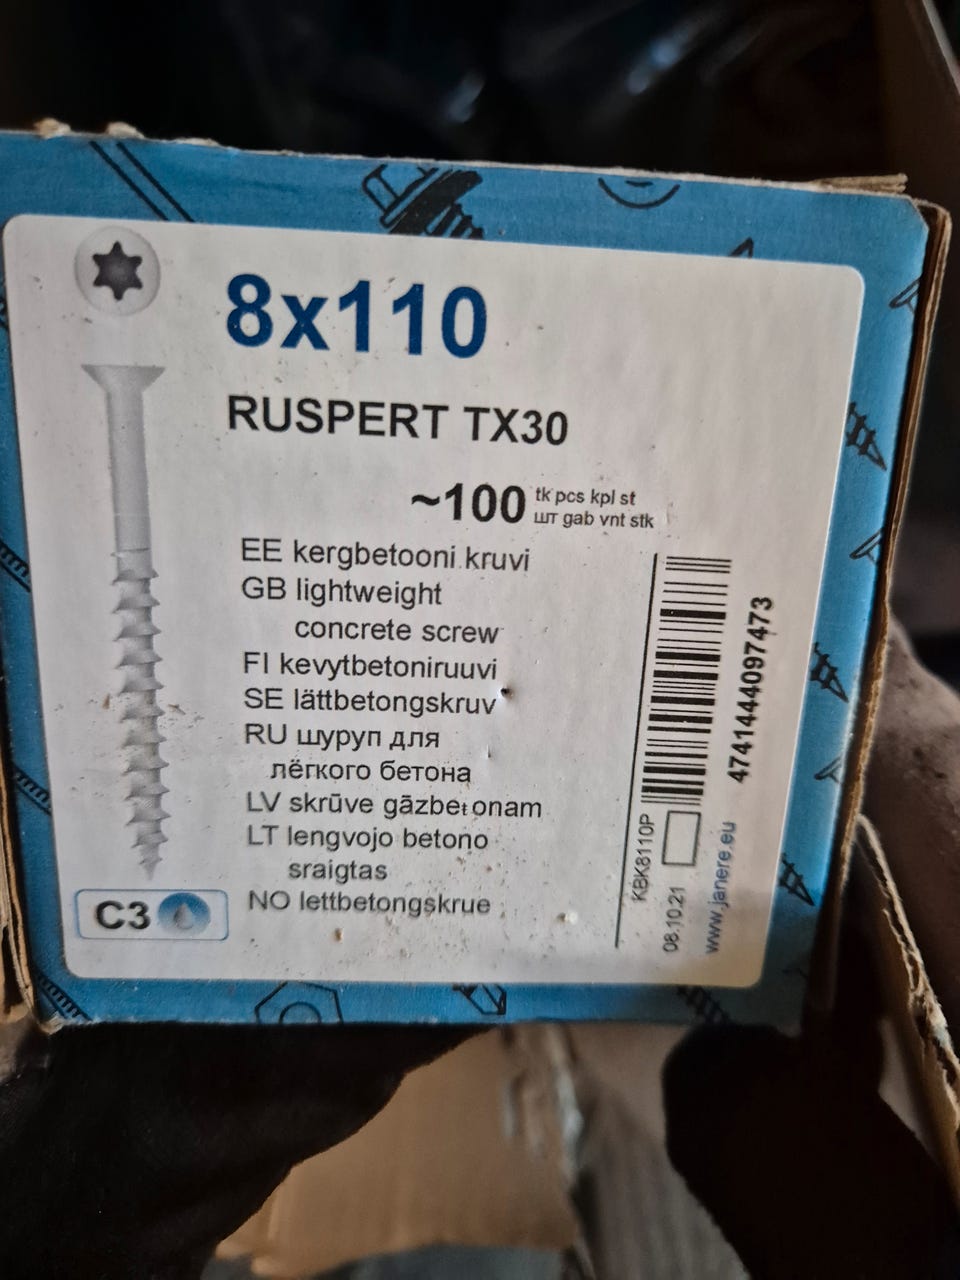 8x110
RUSPERT TX30
~100 tk pcs kpl st
шт gab vnt stk
EE kergbetooni kruvi
GB lightweight
concrete screw
FI kevytbetoniruuvi
SE lättbetongskruv
RU шуруп для
лёгкого бетона
LV skrūve gāzbetonam
LT lengvojo betono
sraigtas
NO lettbetongskrue
C3
KBK8110P
08.10.21
4741444097473
www.janere.eu